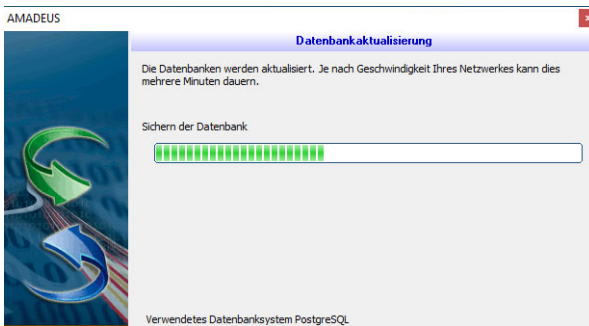 AMADEUS
Datenbankaktualisierung
Die Datenbanken werden aktualisiert. Je nach Geschwindigkeit Ihres Netzwerkes kann dies
mehrere Minuten dauern.
Sichern der Datenbank
Verwendetes Datenbanksystem PostgreSQL